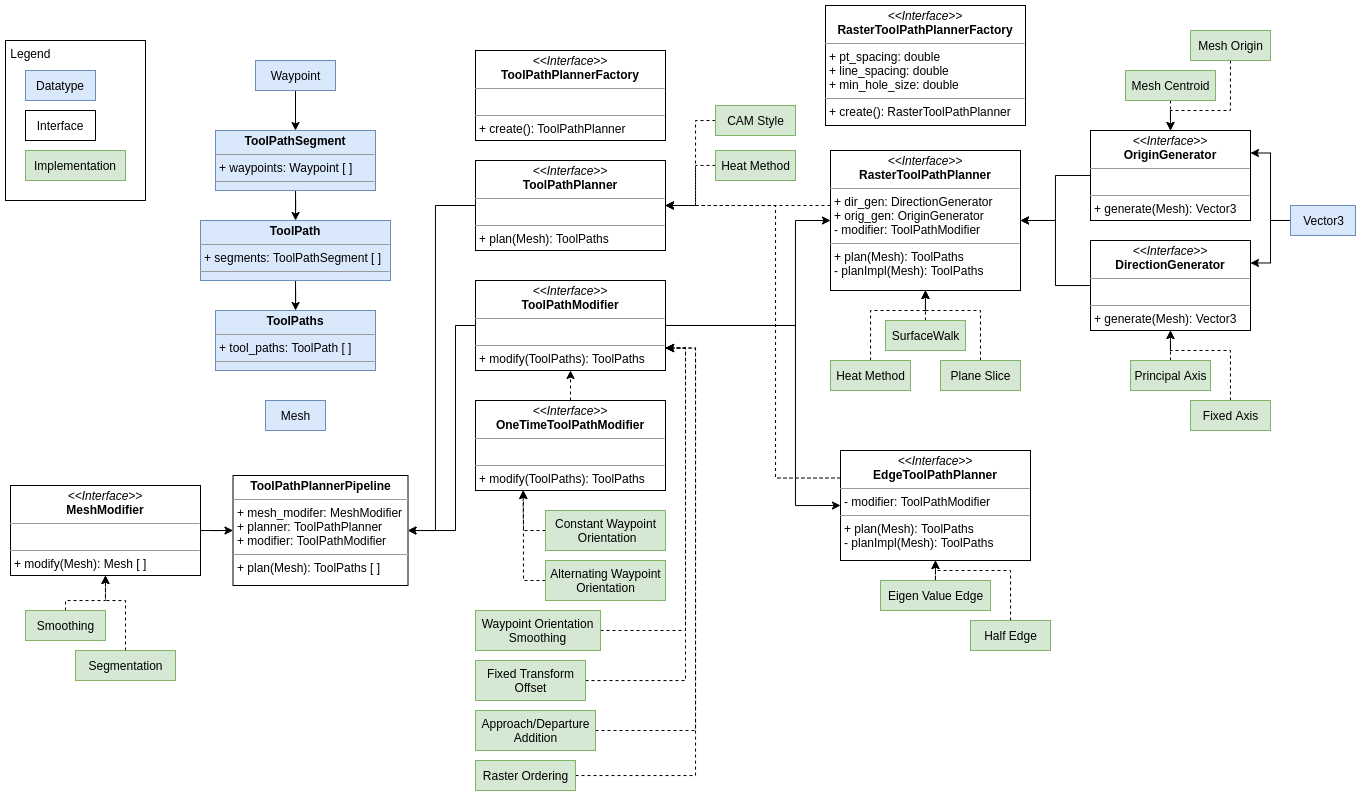 Legend
Datatype
Interface
Implementation
Waypoint
ToolPathSegment
+ waypoints: Waypoint [ ]
ToolPath
+ segments: ToolPathSegment [ ]
ToolPaths
+ tool_paths: ToolPath [ ]
Mesh
<<Interface>>
MeshModifier
+ modify(Mesh): Mesh [ ]
Smoothing
Segmentation
ToolPathPlannerPipeline
+ mesh_modifer: MeshModifier
+ planner: ToolPathPlanner
+ modifier: ToolPathModifier
+ plan(Mesh): ToolPaths [ ]
<<Interface>>
ToolPathPlannerFactory
+ create(): ToolPathPlanner
<<Interface>>
ToolPathPlanner
+ plan(Mesh): ToolPaths
<<Interface>>
ToolPathModifier
+ modify(ToolPaths): ToolPaths
<<Interface>>
OneTimeToolPathModifier
+ modify(ToolPaths): ToolPaths
Constant Waypoint
Orientation
Alternating Waypoint
Orientation
Waypoint Orientation
Smoothing
Fixed Transform
Offset
Approach/Departure
Addition
Raster Ordering
CAM Style
Heat Method
<<Interface>>
RasterToolPathPlannerFactory
+ pt_spacing: double
+ line_spacing: double
+ min_hole_size: double
+ create(): RasterToolPathPlanner
<<Interface>>
RasterToolPathPlanner
+ dir_gen: DirectionGenerator
+ orig_gen: OriginGenerator
- modifier: ToolPathModifier
+ plan(Mesh): ToolPaths
- planImpl(Mesh): ToolPaths
SurfaceWalk
Heat Method
Plane Slice
<<Interface>>
EdgeToolPathPlanner
- modifier: ToolPathModifier
+ plan(Mesh): ToolPaths
- planImpl(Mesh): ToolPaths
Eigen Value Edge
Half Edge
Mesh Origin
Mesh Centroid
<<Interface>>
OriginGenerator
+ generate(Mesh): Vector3
<<Interface>>
DirectionGenerator
+ generate(Mesh): Vector3
Principal Axis
Fixed Axis
Vector3